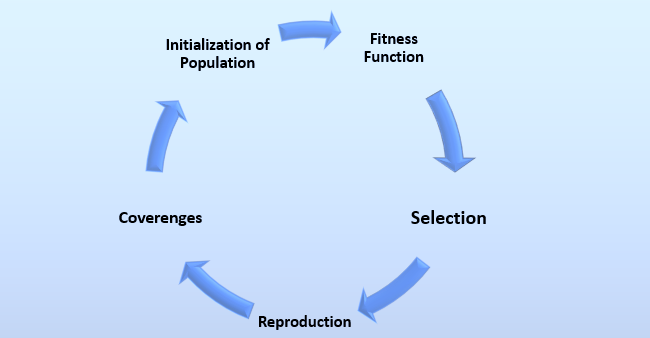 Initialization of
Population
Fitness
Function
Selection
Reproduction
Coverenges